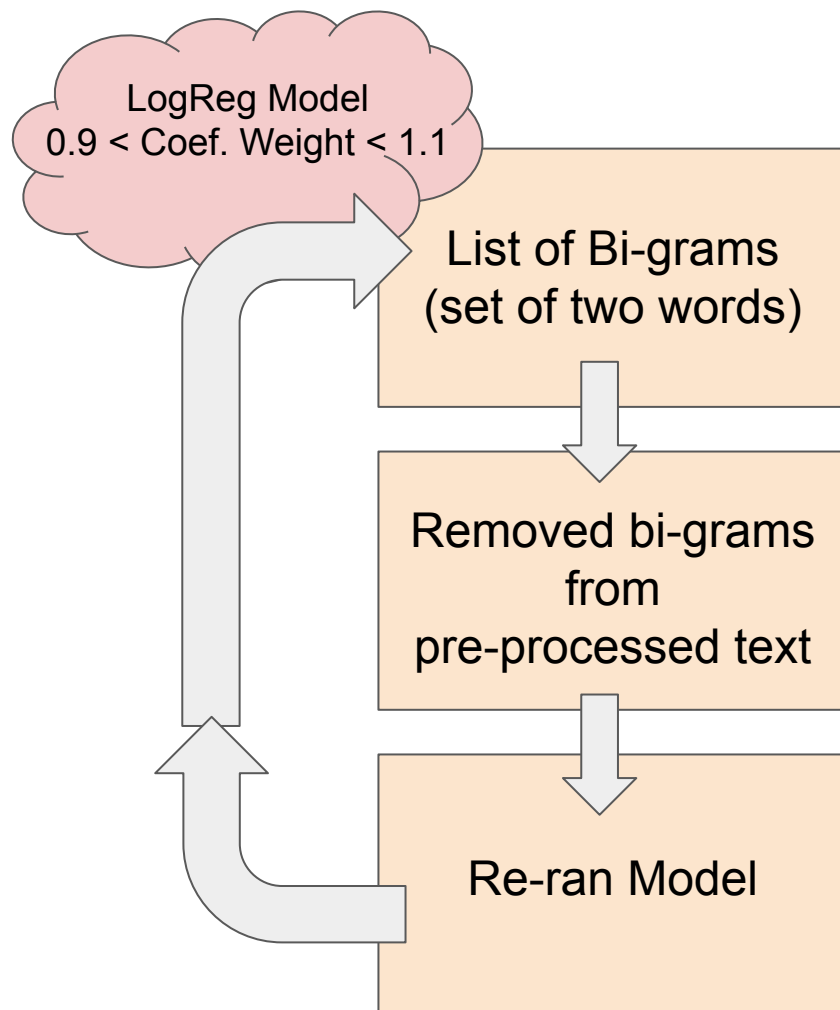 LogReg Model
0.9 < Coef. Weight < 1.1
List of Bi-grams
(set of two words)
Removed bi-grams
from
pre-processed text
Re-ran Model